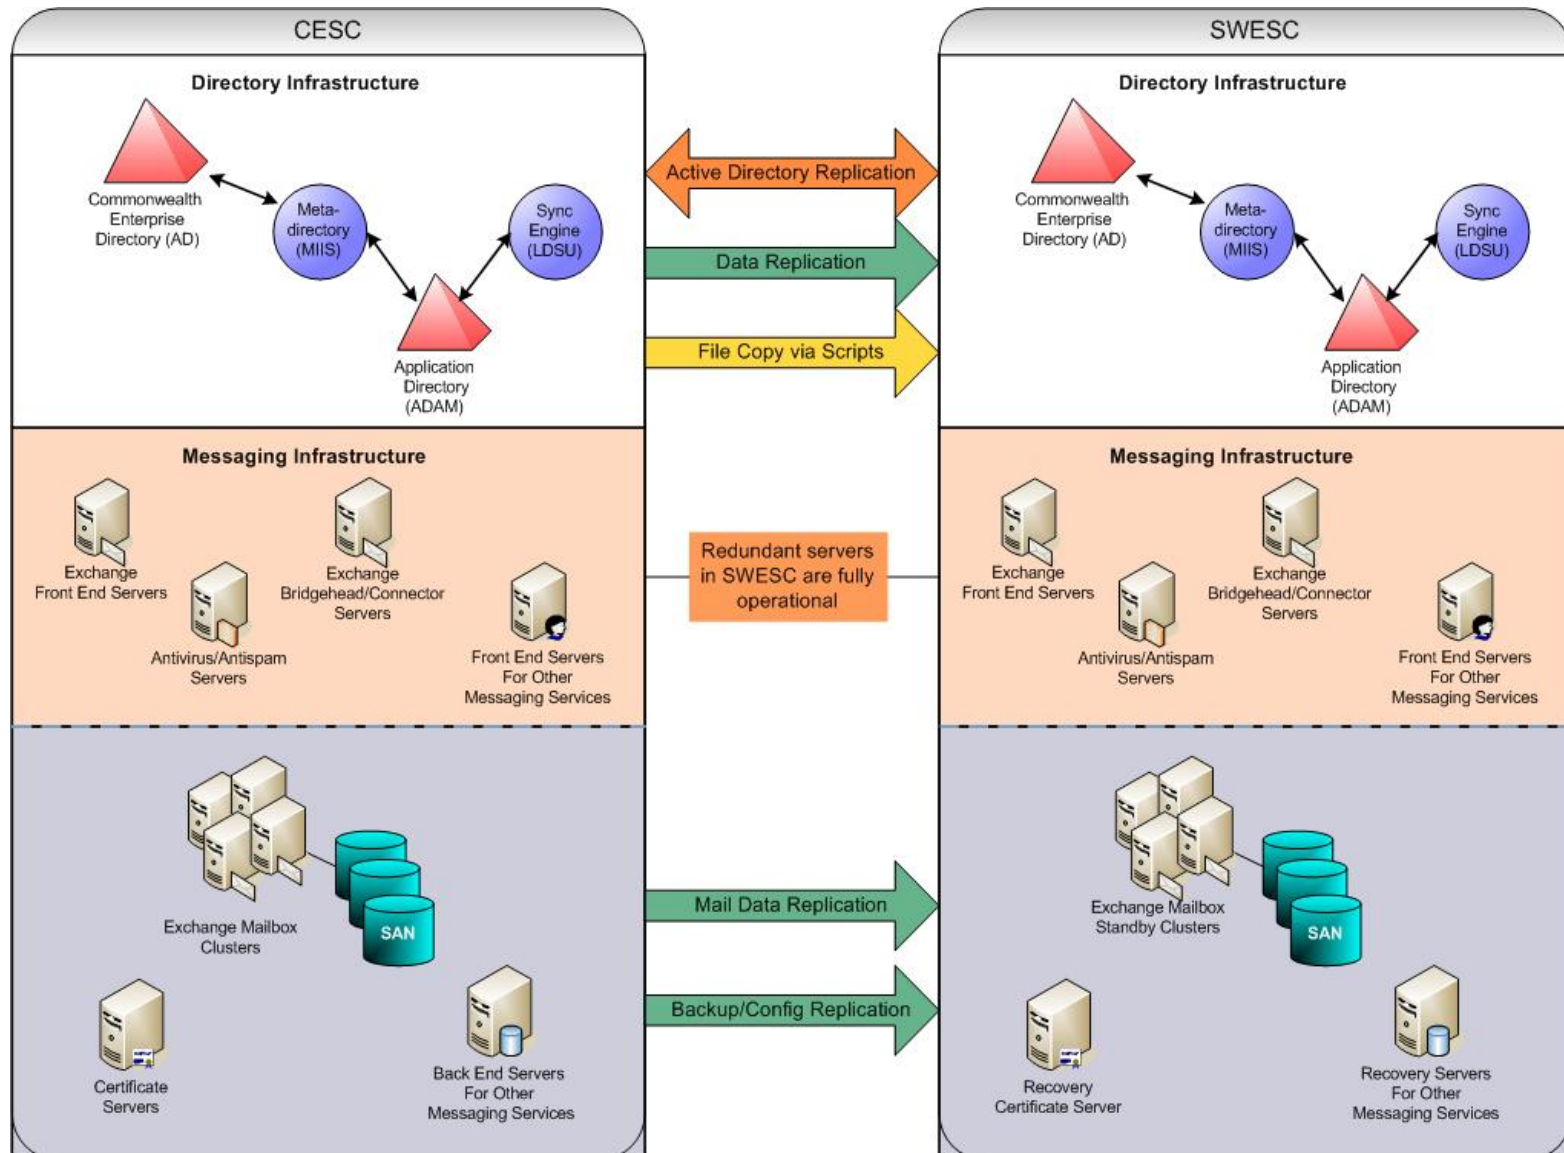 CESC
Directory Infrastructure
Commonwealth
Enterprise
Directory (AD)
Meta-
directory
(MIIS)
Sync
Engine
(LDSU)
Application
Directory
(ADAM)
Messaging Infrastructure
Exchange
Front End Servers
Exchange
Bridgehead/Connector
Servers
Antivirus/Antispam
Servers
Front End Servers
For Other
Messaging Services
Exchange Mailbox
Clusters
SAN
Certificate
Servers
Back End Servers
For Other
Messaging Services
Active Directory Replication
Data Replication
File Copy via Scripts
Redundant servers
in SWESC are fully
operational
Mail Data Replication
Backup/Config Replication
SWESC
Directory Infrastructure
Commonwealth
Enterprise
Directory (AD)
Meta-
directory
(MIIS)
Sync
Engine
(LDSU)
Application
Directory
(ADAM)
Messaging Infrastructure
Exchange
Front End Servers
Exchange
Bridgehead/Connector
Servers
Antivirus/Antispam
Servers
Front End Servers
For Other
Messaging Services
Exchange Mailbox
Standby Clusters
SAN
Recovery
Certificate Server
Recovery Servers
For Other
Messaging Services